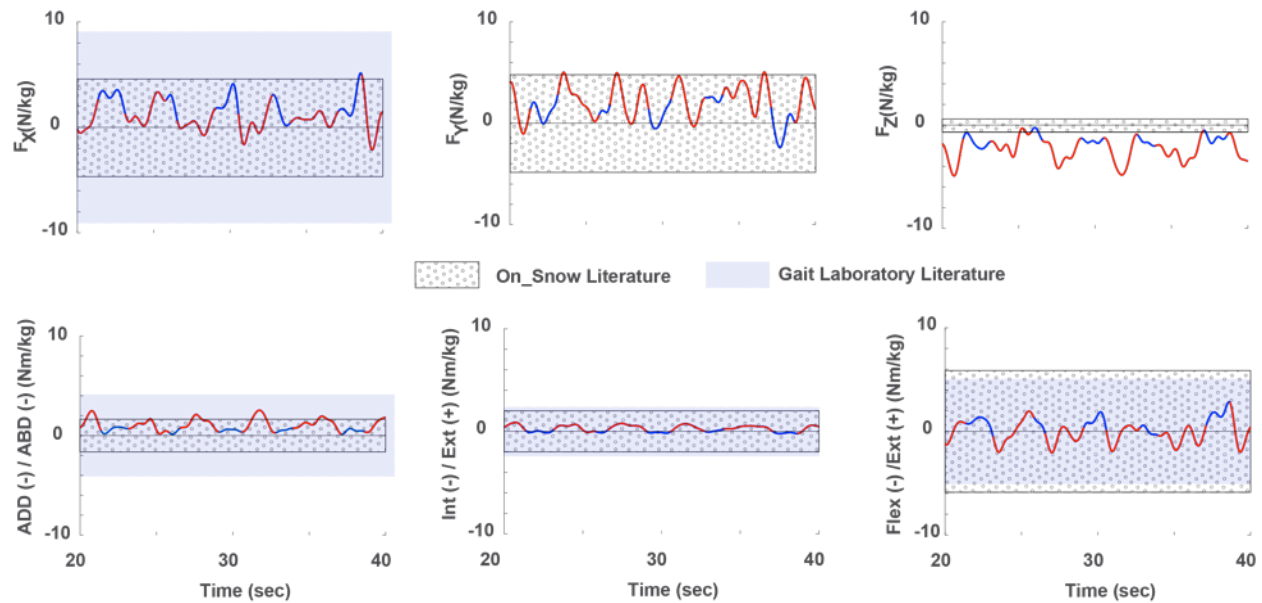 10
0
-10
F_X(N/kg)
10
0
-10
F_Y(N/kg)
10
0
-10
F_Z(N/kg)
On_Snow Literature
Gait Laboratory Literature
10
0
-10
ADD (-) / ABD (-) (Nm/kg)
20
30
40
Time (sec)
10
0
-10
Int (-) / Ext (+) (Nm/kg)
20
30
40
Time (sec)
10
0
-10
Flex (-) /Ext (+) (Nm/kg)
20
30
40
Time (sec)